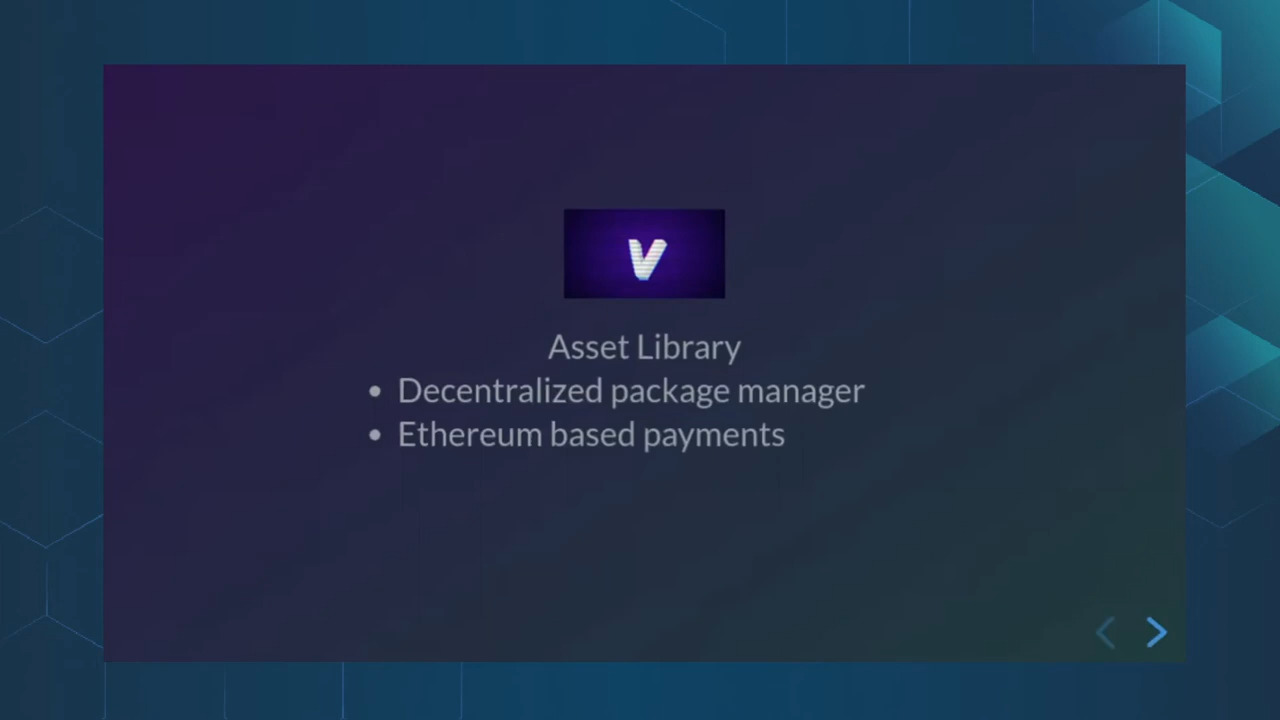 V
Asset Library
• Decentralized package manager
• Ethereum based payments